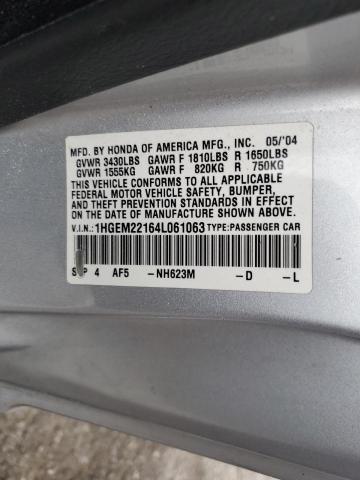 MFD. BY HONDA OF AMERICA MFG., INC. 05/'04
GVWR 3430LBS GAWR F 1810LBS R 1650LBS
GVWR 1555KG GAWR F 820KG R 750KG
THIS VEHICLE CONFORMS TO ALL APPLICABLE
FEDERAL MOTOR VEHICLE SAFETY, BUMPER,
AND THEFT PREVENTION STANDARDS IN
EFFECT ON THE DATE OF MANUFACTURE
SHOWN ABOVE.
V.I.N.: 1HGEM22164L061063 TYPE: PASSENGER CAR
4 AF5 -NH623M -D -L